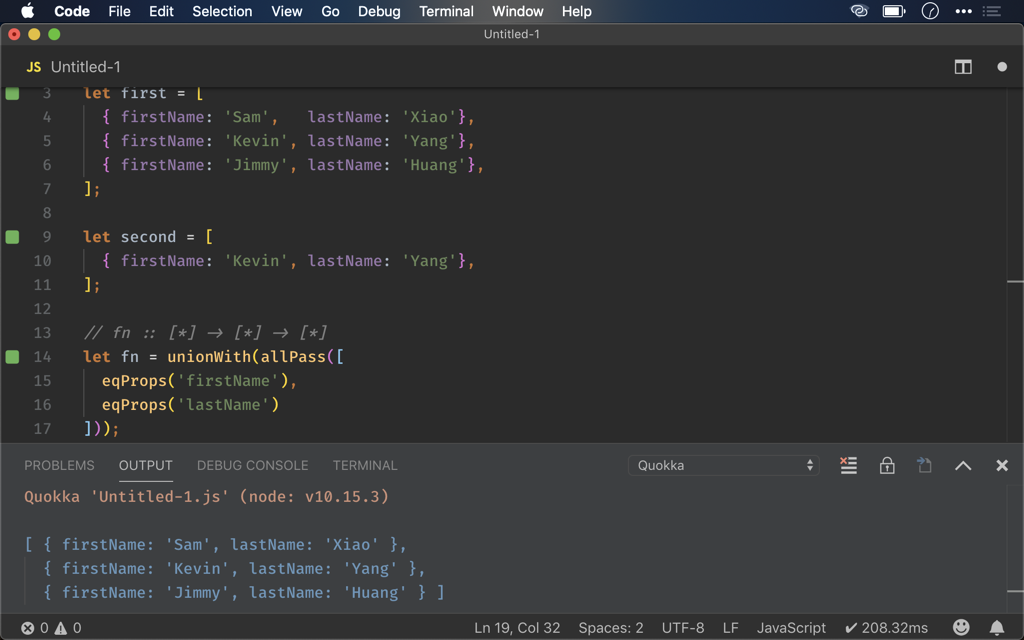 Code File Edit Selection View Go Debug Terminal Window Help
Untitled-1
JS Untitled-1
3 let first = [
4 { firstName: 'Sam',   lastName: 'Xiao'},
5 { firstName: 'Kevin', lastName: 'Yang'},
6 { firstName: 'Jimmy', lastName: 'Huang'},
7 ];
8
9 let second = [
10 { firstName: 'Kevin', lastName: 'Yang'},
11 ];
12
13 // fn :: [*] → [*] → [*]
14 let fn = unionWith(allPass([
15 eqProps('firstName'),
16 eqProps('lastName')
17 ]));
PROBLEMS OUTPUT DEBUG CONSOLE TERMINAL Quokka
Quokka 'Untitled-1.js' (node: v10.15.3)
[ { firstName: 'Sam', lastName: 'Xiao' },
{ firstName: 'Kevin', lastName: 'Yang' },
{ firstName: 'Jimmy', lastName: 'Huang' } ]
0 0 Ln 19, Col 32 Spaces: 2 UTF-8 LF JavaScript ✔ 208.32ms